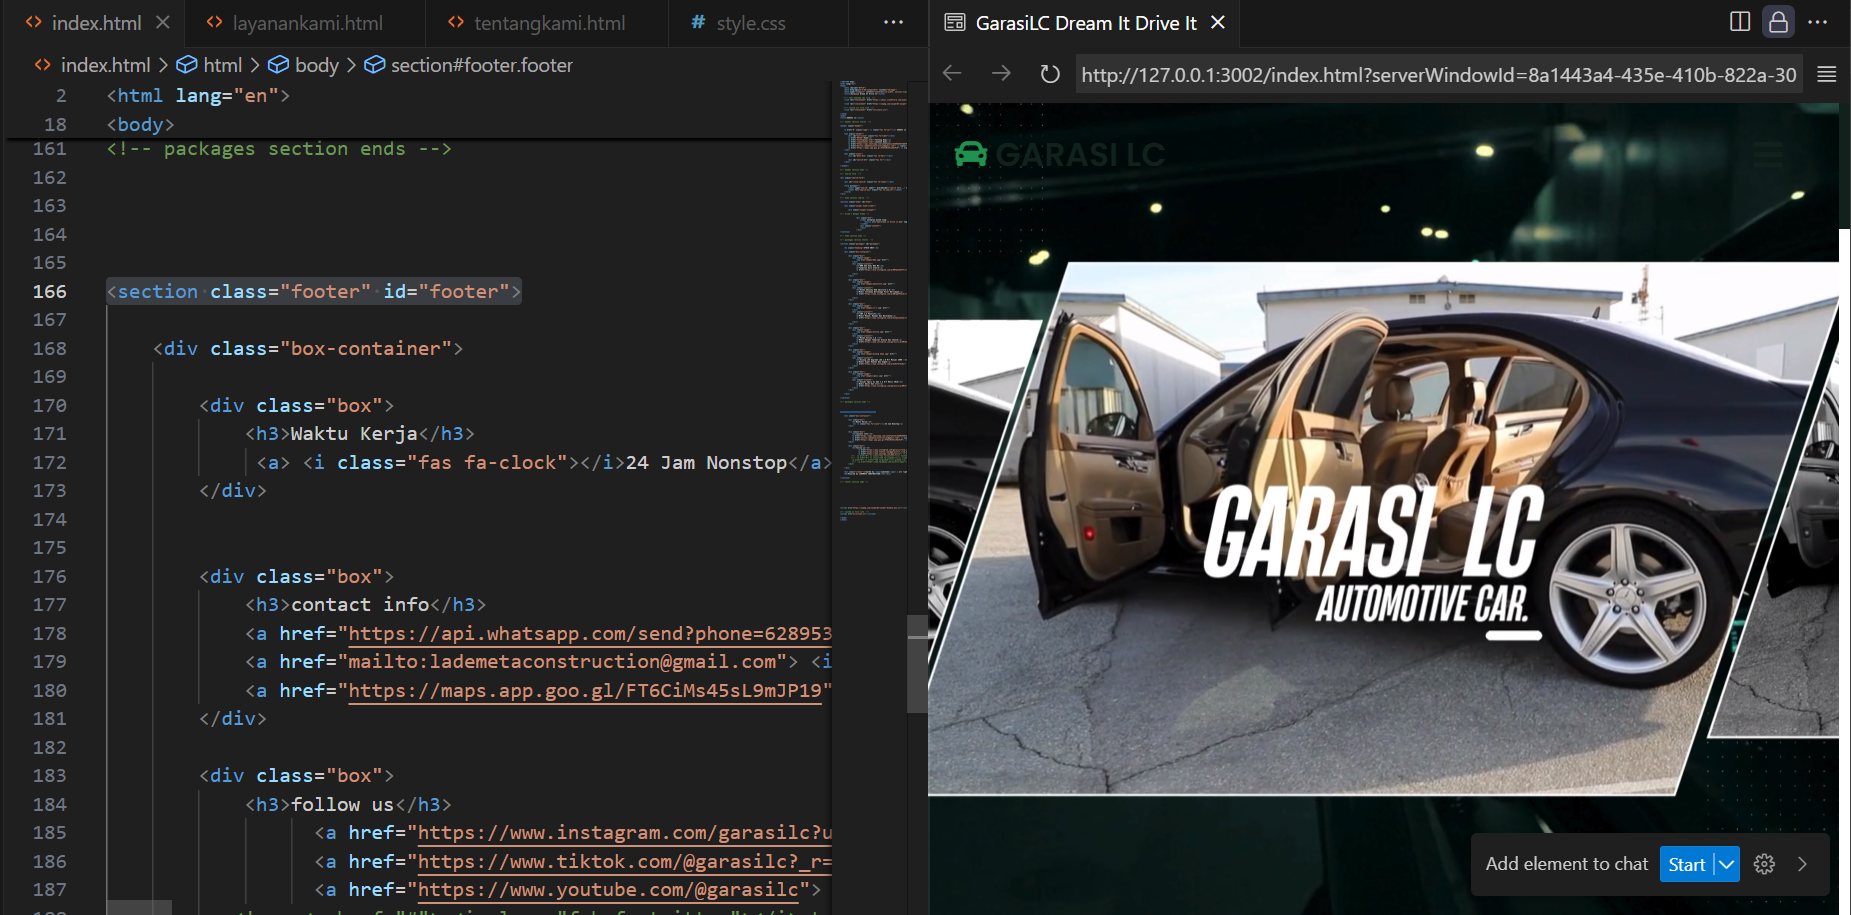 index.html
layanankami.html
tentangkami.html
# style.css
index.html > html > body > section#footer.footer
2 <html lang="en">
18 <body>
161 <!-- packages section ends -->
162
163
164
165
166 <section class="footer" id="footer">
167
168 <div class="box-container">
169
170 <div class="box">
171 <h3>Waktu Kerja</h3>
172 <a> <i class="fas fa-clock"></i>24 Jam Nonstop</a>
173 </div>
174
175
176 <div class="box">
177 <h3>contact info</h3>
178 <a href="https://api.whatsapp.com/send?phone=628953
179 <a href="mailto:lademetaconstruction@gmail.com"> <i
180 <a href="https://maps.app.goo.gl/FT6CiMs45sL9mJP19"
181 </div>
182
183 <div class="box">
184 <h3>follow us</h3>
185 <a href="https://www.instagram.com/garasilc?u
186 <a href="https://www.tiktok.com/@garasilc?_r=
187 <a href="https://www.youtube.com/@garasilc">
GarasiLC Dream It Drive It
http://127.0.0.1:3002/index.html?serverWindowId=8a1443a4-435e-410b-822a-30
GARASI LC
GARASI LC
AUTOMOTIVE CAR.
Add element to chat
Start